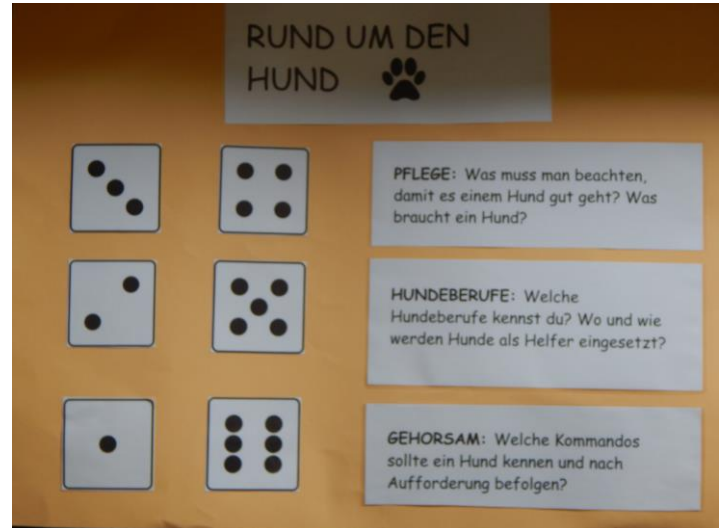 RUND UM DEN
HUND
PFLEGE: Was muss man beachten,
damit es einem Hund gut geht? Was
braucht ein Hund?
HUNDEBERUFE: Welche
Hundeberufe kennst du? Wo und wie
werden Hunde als Helfer eingesetzt?
GEHORSAM: Welche Kommandos
sollte ein Hund kennen und nach
Aufforderung befolgen?